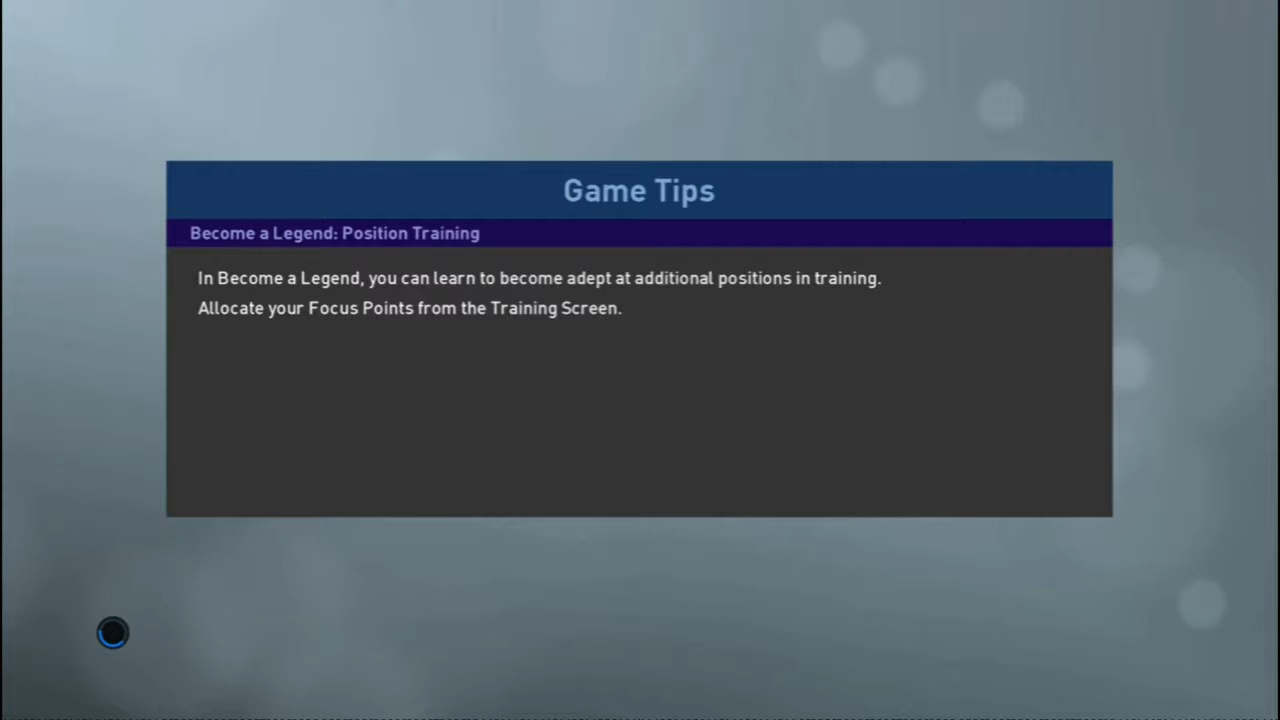 Game Tips
Become a Legend: Position Training
In Become a Legend, you can learn to become adept at additional positions in training.
Allocate your Focus Points from the Training Screen.